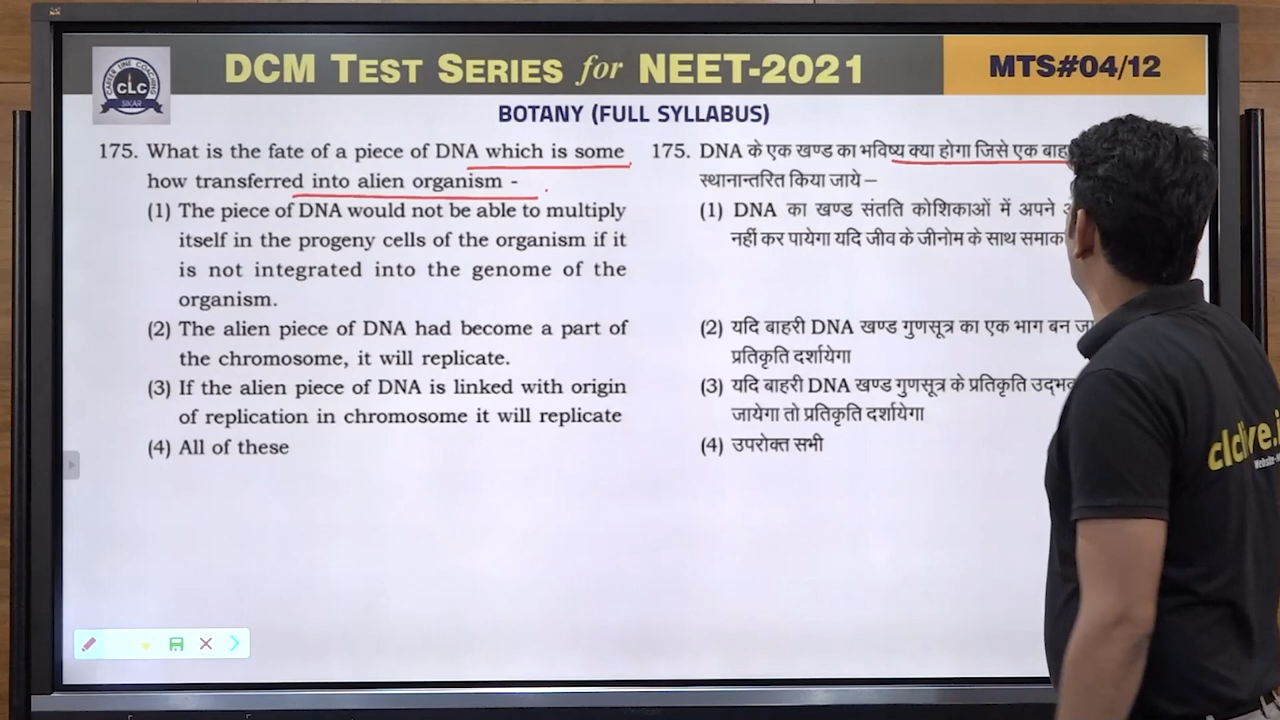 DCM TEST SERIES for NEET-2021
MTS#04/12
CAREER LINE COACHING
CLC
SIKAR
BOTANY (FULL SYLLABUS)
175. What is the fate of a piece of DNA which is some
how transferred into alien organism -
(1) The piece of DNA would not be able to multiply
itself in the progeny cells of the organism if it
is not integrated into the genome of the
organism.
(2) The alien piece of DNA had become a part of
the chromosome, it will replicate.
(3) If the alien piece of DNA is linked with origin
of replication in chromosome it will replicate
(4) All of these
175. DNA के एक खण्ड का भविष्य क्या होगा जिसे एक
स्थानान्तरित किया जाये –
(1) DNA का खण्ड संतति कोशिकाओं में अपने
नहीं कर पायेगा यदि जीव के जीनोम के साथ
(2) यदि बाहरी DNA खण्ड गुणसूत्र का एक भाग बन
प्रतिकृति दर्शायेगा
(3) यदि बाहरी DNA खण्ड गुणसूत्र के प्रतिकृति
जायेगा तो प्रतिकृति दर्शायेगा
(4) उपरोक्त सभी